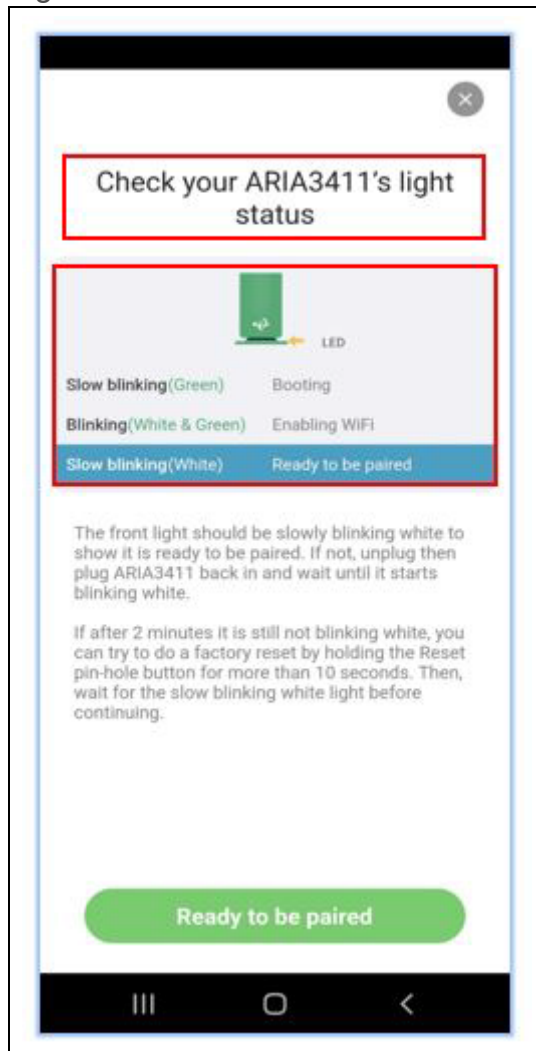 Check your ARIA3411's light
status
LED
Slow blinking(Green) Booting
Blinking(White & Green) Enabling WiFi
Slow blinking(White) Ready to be paired
The front light should be slowly blinking white to
show it is ready to be paired. If not, unplug then
plug ARIA3411 back in and wait until it starts
blinking white.
If after 2 minutes it is still not blinking white, you
can try to do a factory reset by holding the Reset
pin-hole button for more than 10 seconds. Then,
wait for the slow blinking white light before
continuing.
Ready to be paired